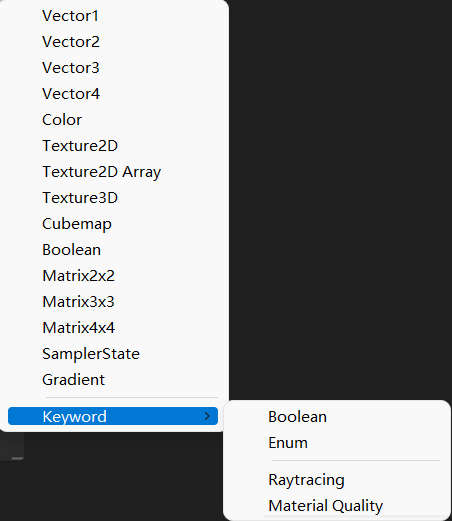 Vector1
Vector2
Vector3
Vector4
Color
Texture2D
Texture2D Array
Texture3D
Cubemap
Boolean
Matrix2x2
Matrix3x3
Matrix4x4
SamplerState
Gradient
Keyword
Boolean
Enum
Raytracing
Material Quality